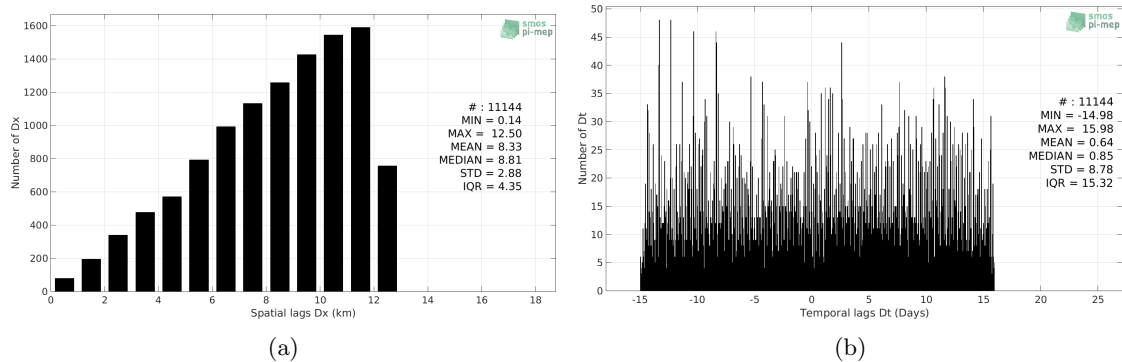 1600
1400
1200
1000
800
600
400
200
0
Number of Dx
0 2 4 6 8 10 12 14 16 18
Spatial lags Dx (km)
smos
pi-mep
# : 11144
MIN = 0.14
MAX = 12.50
MEAN = 8.33
MEDIAN = 8.81
STD = 2.88
IQR = 4.35
(a)
50
45
40
35
30
25
20
15
10
5
0
Number of Dt
-15 -10 -5 0 5 10 15 20 25
Temporal lags Dt (Days)
smos
pi-mep
# : 11144
MIN = -14.98
MAX = 15.98
MEAN = 0.64
MEDIAN = 0.85
STD = 8.78
IQR = 15.32
(b)